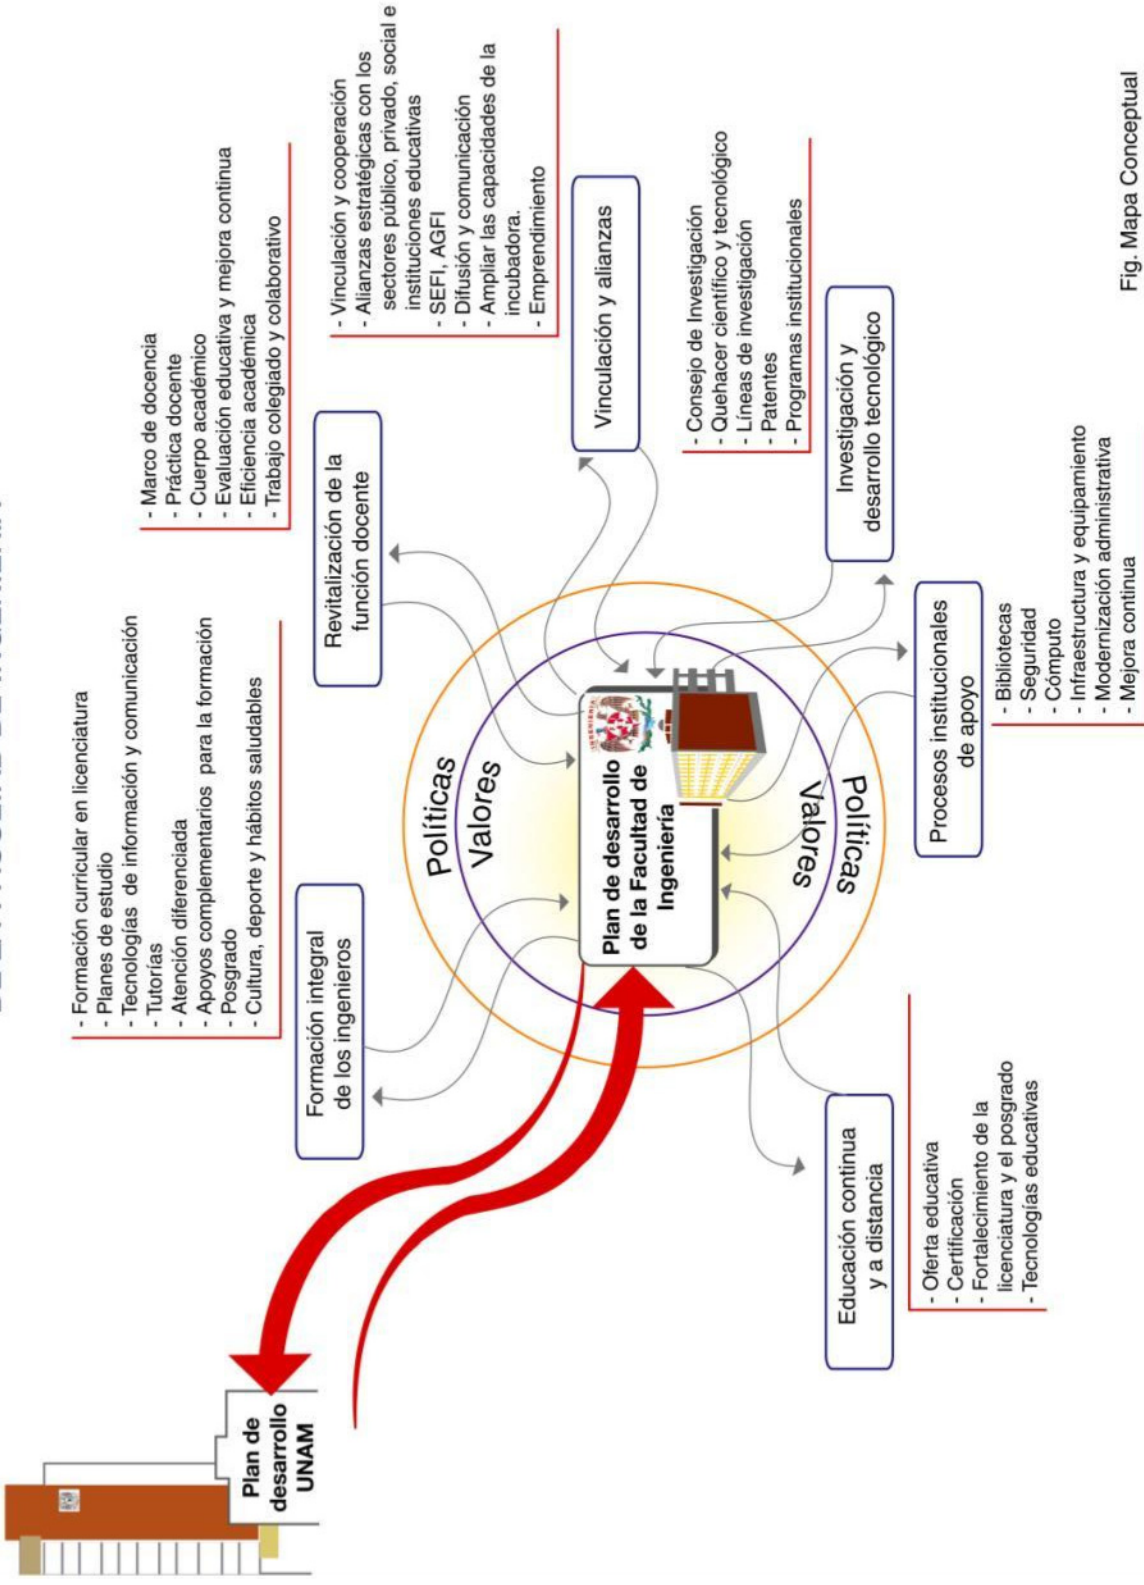 Plan de
desarrollo
UNAM
Formación integral
de los ingenieros
- Formación curricular en licenciatura
- Planes de estudio
- Tecnologías de información y comunicación
- Tutorías
- Atención diferenciada
- Apoyos complementarios para la formación
- Posgrado
- Cultura, deporte y hábitos saludables
Revitalización de la
función docente
- Marco de docencia
- Práctica docente
- Cuerpo académico
- Evaluación educativa y mejora continua
- Eficiencia académica
- Trabajo colegiado y colaborativo
Vinculación y alianzas
- Vinculación y cooperación
- Alianzas estratégicas con los
sectores público, privado, social e
instituciones educativas
- SEFI, AGFI
- Difusión y comunicación
- Ampliar las capacidades de la
incubadora.
- Emprendimiento
Políticas
Valores
Plan de desarrollo
de la Facultad de
Ingeniería
Valores
Políticas
Investigación y
desarrollo tecnológico
- Consejo de Investigación
- Quehacer científico y tecnológico
- Líneas de investigación
- Patentes
- Programas institucionales
Educación continua
y a distancia
- Oferta educativa
- Certificación
- Fortalecimiento de la
licenciatura y el posgrado
- Tecnologías educativas
Procesos institucionales
de apoyo
- Bibliotecas
- Seguridad
- Cómputo
- Infraestructura y equipamiento
- Modernización administrativa
- Mejora continua
Fig. Mapa Conceptual